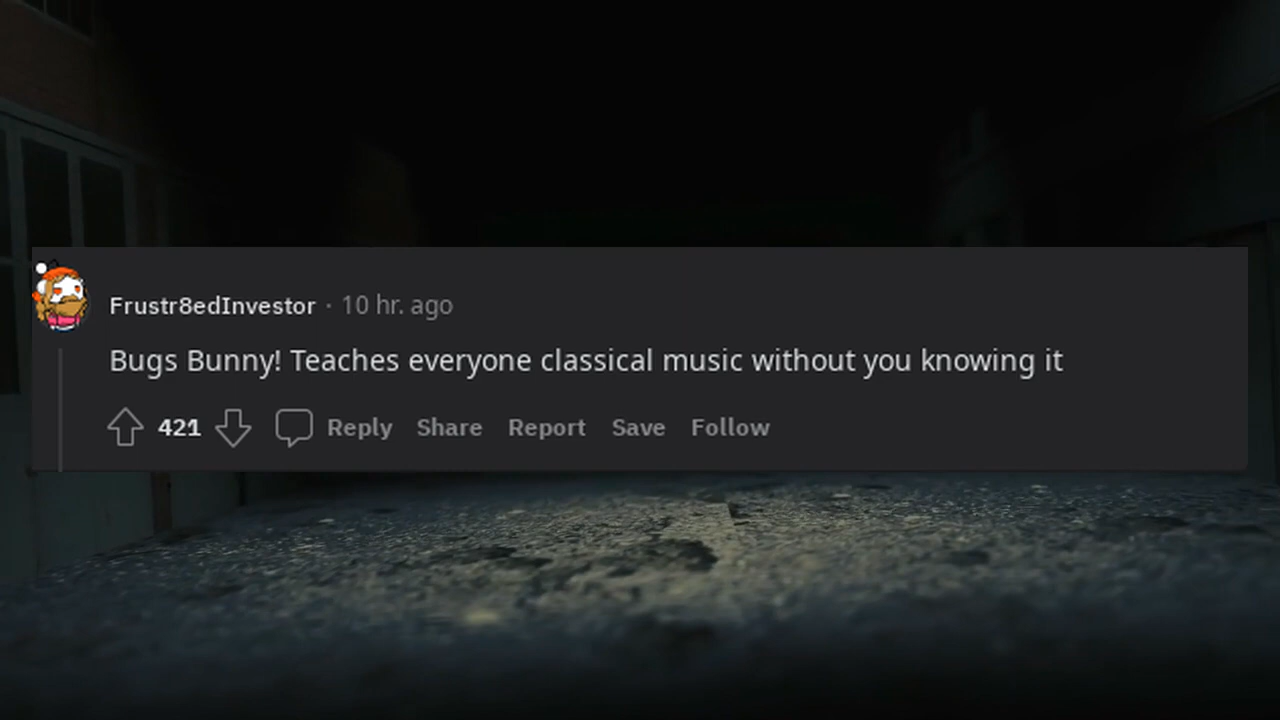 Frustr8edInvestor · 10 hr. ago
Bugs Bunny! Teaches everyone classical music without you knowing it
421 Reply Share Report Save Follow